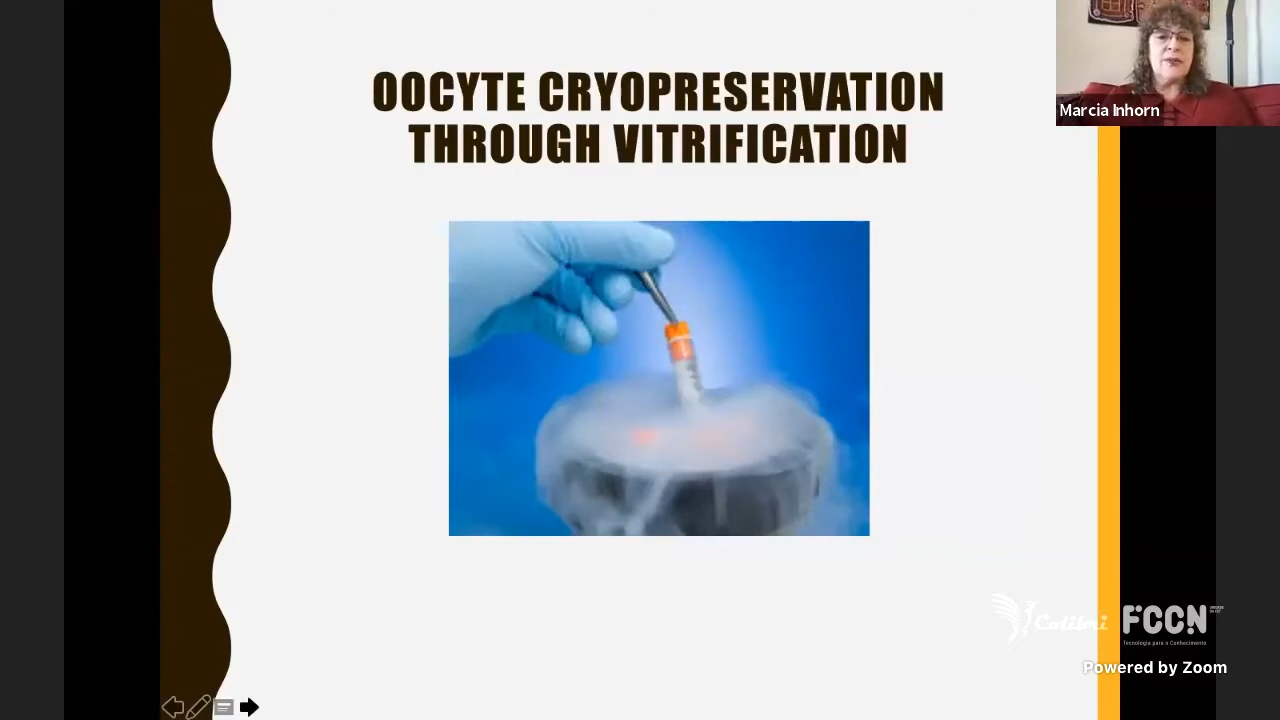 OOCYTE CRYOPRESERVATION
THROUGH VITRIFICATION
Marcia Inhorn
Colibri
FCCN
Tecnologia para o Conhecimento
Powered by Zoom